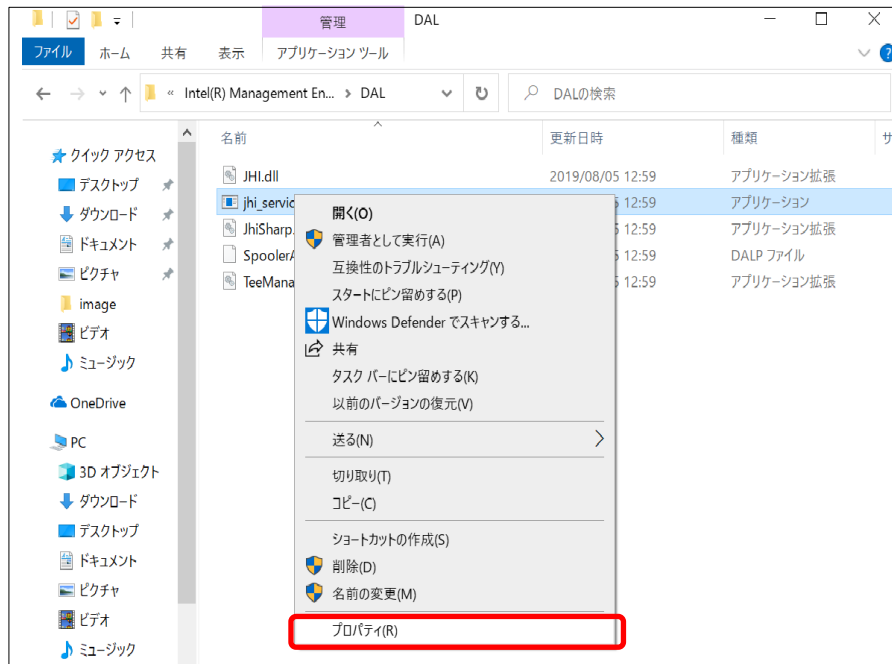 管理
DAL
ファイル
ホーム
共有
表示
アプリケーション ツール
« Intel(R) Management En... › DAL
DALの検索
名前
更新日時
種類
クイック アクセス
デスクトップ
ダウンロード
ドキュメント
ピクチャ
image
ビデオ
ミュージック
OneDrive
PC
3D オブジェクト
ダウンロード
デスクトップ
ドキュメント
ピクチャ
ビデオ
ミュージック
JHI.dll 2019/08/05 12:59 アプリケーション拡張
jhi_servic 12:59 アプリケーション
JhiSharp. 12:59 アプリケーション拡張
Spooler 12:59 DALP ファイル
TeeMana 12:59 アプリケーション拡張
開く(O)
管理者として実行(A)
互換性のトラブルシューティング(Y)
スタートにピン留めする(P)
Windows Defender でスキャンする...
共有
タスク バーにピン留めする(K)
以前のバージョンの復元(V)
送る(N)
切り取り(T)
コピー(C)
ショートカットの作成(S)
削除(D)
名前の変更(M)
プロパティ(R)